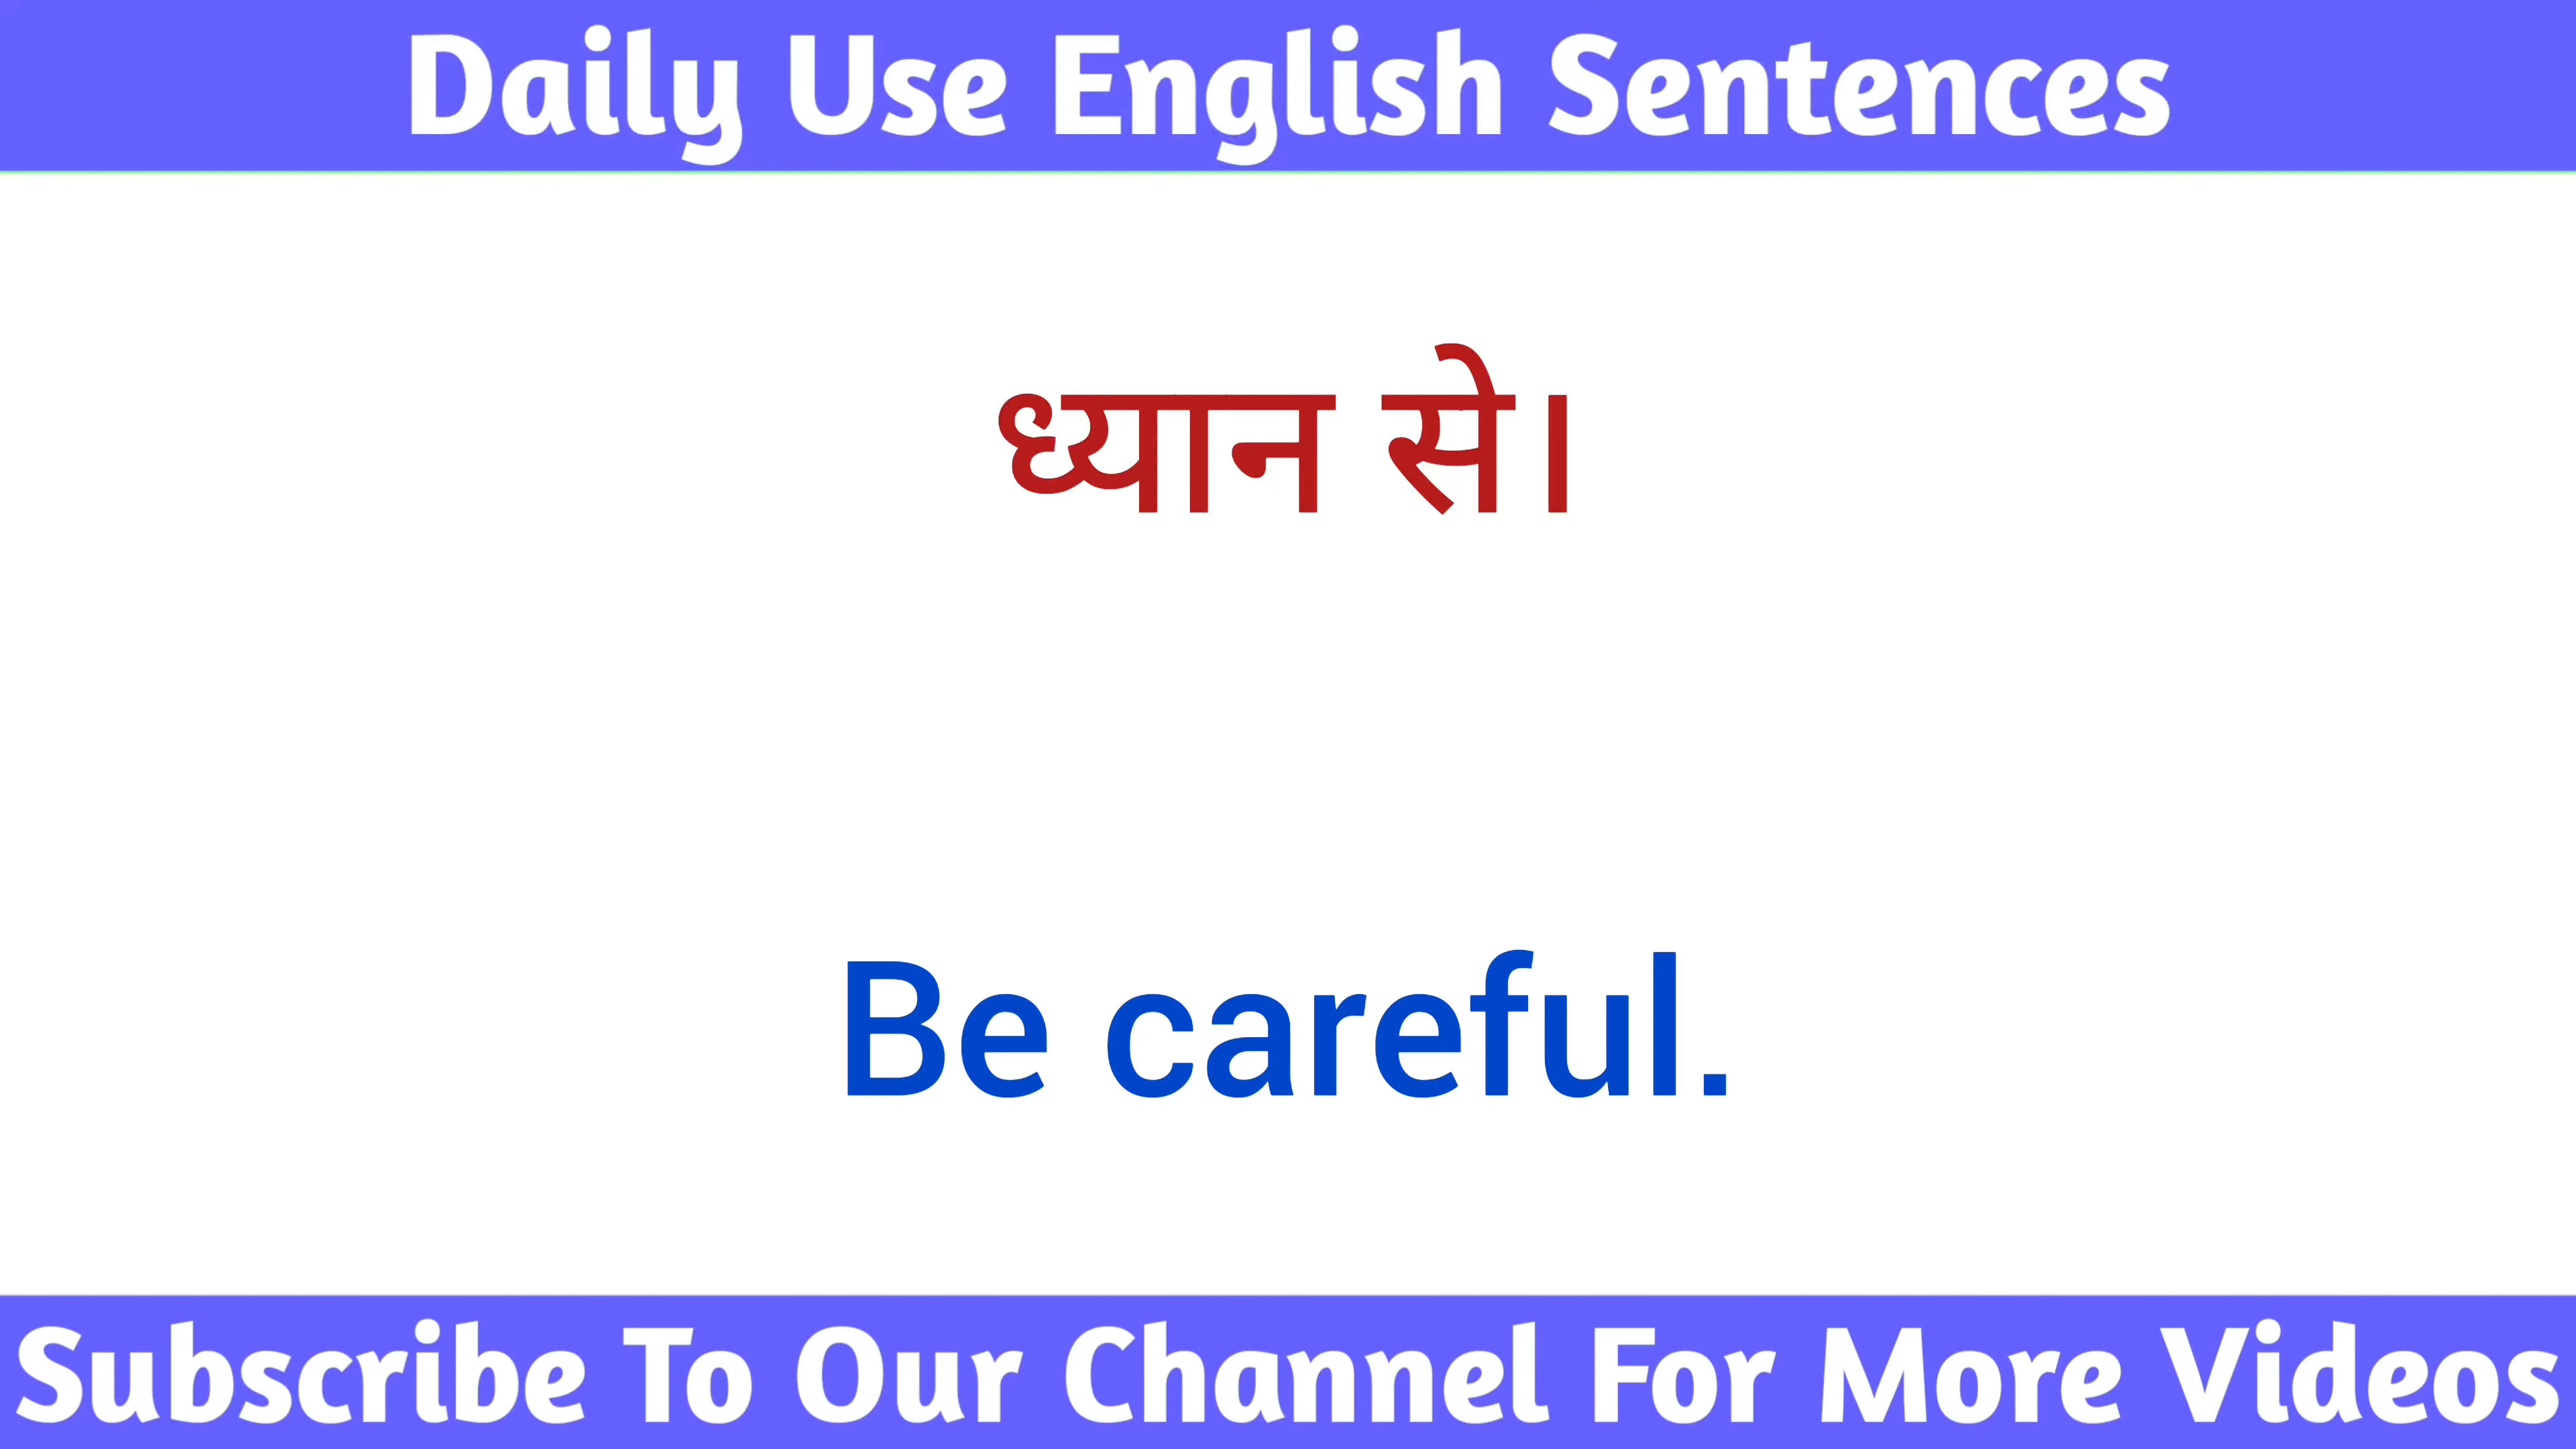 Daily Use English Sentences
ध्यान से।
Be careful.
Subscribe To Our Channel For More Videos